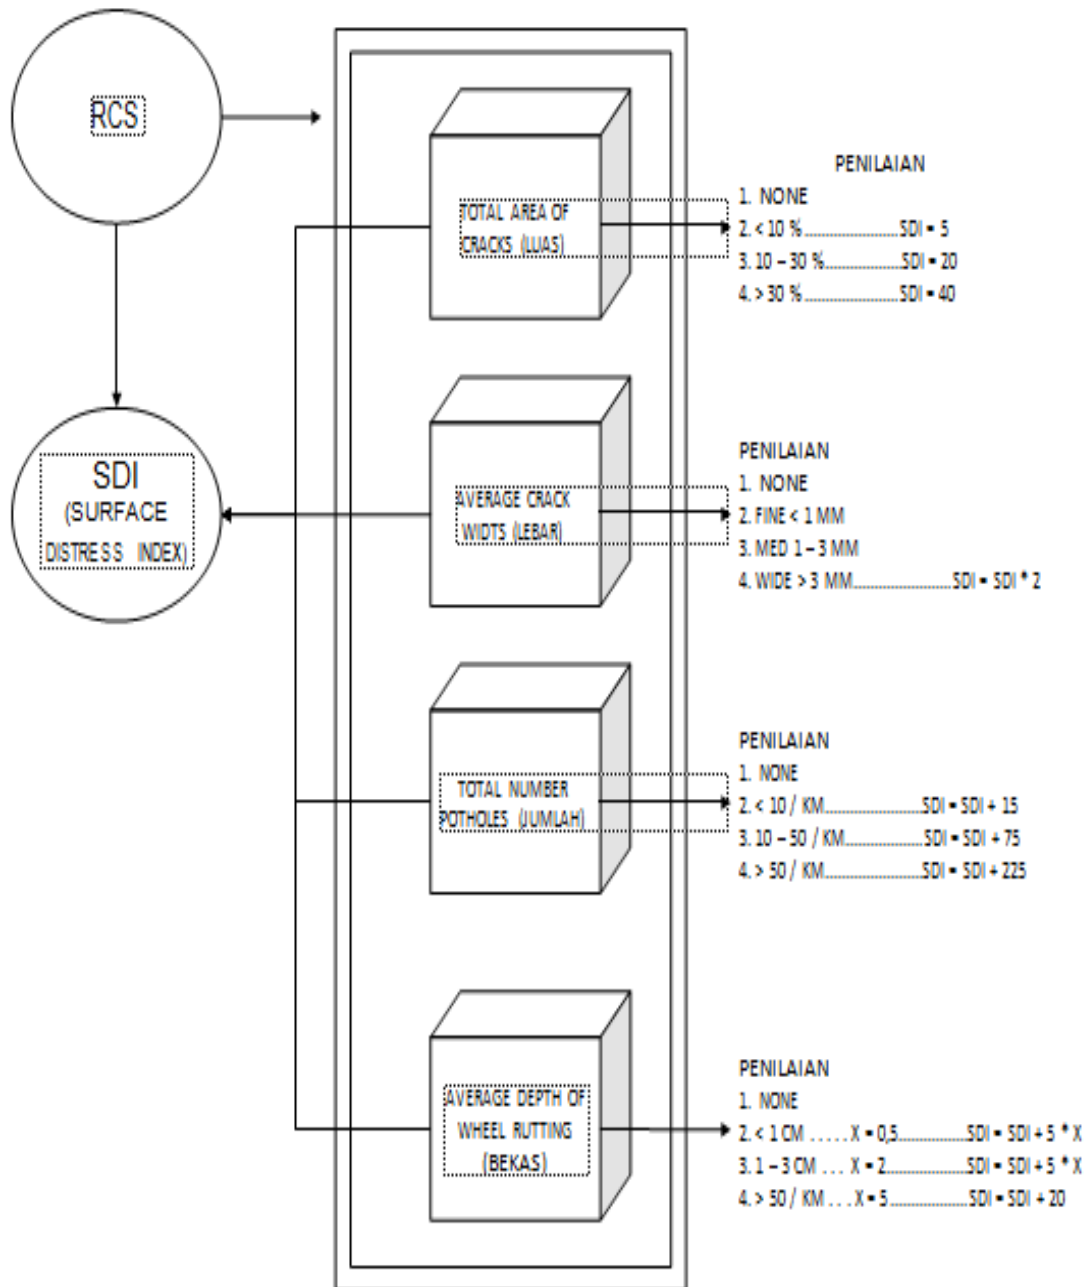 RCS
SDI
(SURFACE
DISTRESS INDEX)
TOTAL AREA OF
CRACKS (LUAS)
PENILAIAN
1. NONE
2. < 10 %........................SDI = 5
3. 10 – 30 %....................SDI = 20
4. > 30 %........................SDI = 40
AVERAGE CRACK
WIDTS (LEBAR)
PENILAIAN
1. NONE
2. FINE < 1 MM
3. MED 1 – 3 MM
4. WIDE > 3 MM.........................SDI = SDI * 2
TOTAL NUMBER
POTHOLES (JUMLAH)
PENILAIAN
1. NONE
2. < 10 / KM.........................SDI = SDI + 15
3. 10 – 50 / KM....................SDI = SDI + 75
4. > 50 / KM.........................SDI = SDI + 225
AVERAGE DEPTH OF
WHEEL RUTTING
(BEKAS)
PENILAIAN
1. NONE
2. < 1 CM . . . . . X = 0,5..................SDI = SDI + 5 * X
3. 1 – 3 CM . . . X = 2.....................SDI = SDI + 5 * X
4. > 50 / KM . . . X = 5....................SDI = SDI + 20